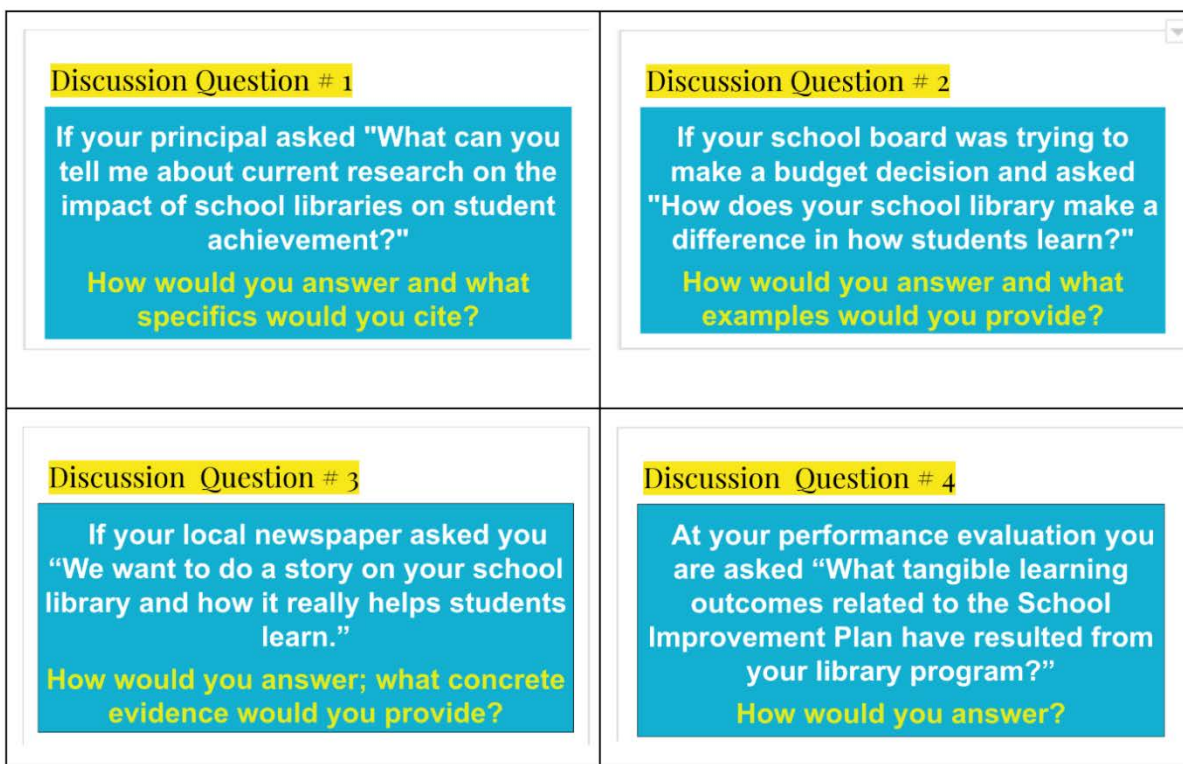 Discussion Question # 1
If your principal asked "What can you
tell me about current research on the
impact of school libraries on student
achievement?"
How would you answer and what
specifics would you cite?
Discussion Question # 2
If your school board was trying to
make a budget decision and asked
"How does your school library make a
difference in how students learn?"
How would you answer and what
examples would you provide?
Discussion Question # 3
If your local newspaper asked you
“We want to do a story on your school
library and how it really helps students
learn.”
How would you answer; what concrete
evidence would you provide?
Discussion Question # 4
At your performance evaluation you
are asked “What tangible learning
outcomes related to the School
Improvement Plan have resulted from
your library program?”
How would you answer?